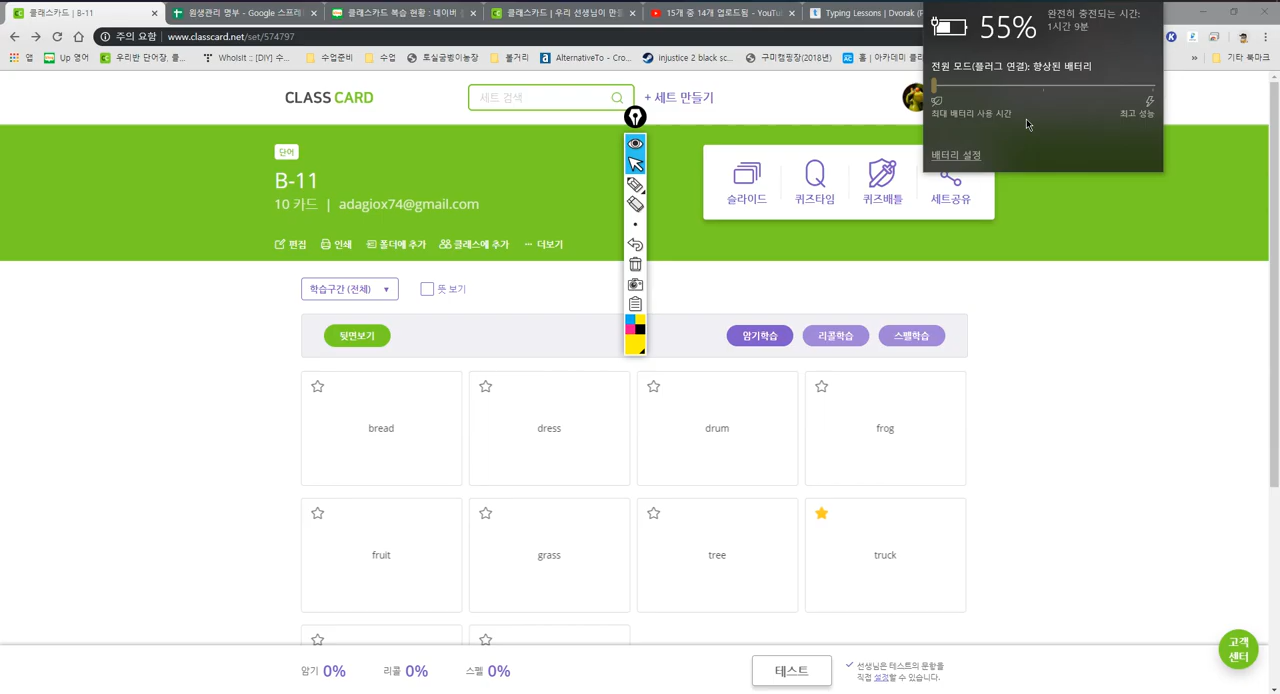 클래스카드 | B-11
원생관리 명부 - Google 스프레
클래스카드 복습 현황 : 네이버
클래스카드 | 우리 선생님이 만들
15개 중 14개 업로드됨 - YouTu
Typing Lessons | Dvorak (P
주의 요함
www.classcard.net/set/574797
앱
Up 영어
우리반 단어장, 클...
WhoIst :: (DIY) 수...
수업준비
수업
토실굼벵이농장
볼거리
AlternativeTo - Cro...
injustice 2 black sc...
구미캠핑장(2018년)
홈 | 아카데미 플
»
기타 북마크
55%
완전히 충전되는 시간:
1시간 9분
전원 모드(플러그 연결): 향상된 배터리
최대 배터리 사용 시간
최고 성능
배터리 설정
CLASS CARD
세트 검색
+ 세트 만들기
단어
B-11
10 카드 | adagiox74@gmail.com
편집
인쇄
폴더에 추가
클래스에 추가
··· 더보기
슬라이드
퀴즈타임
퀴즈배틀
세트공유
학습구간 (전체)
뜻 보기
뒷면보기
암기학습
리콜학습
스펠학습
bread
dress
drum
frog
fruit
grass
tree
truck
암기 0%
리콜 0%
스펠 0%
테스트
선생님은 테스트의 문항을
직접 설정할 수 있습니다.
고객
센터